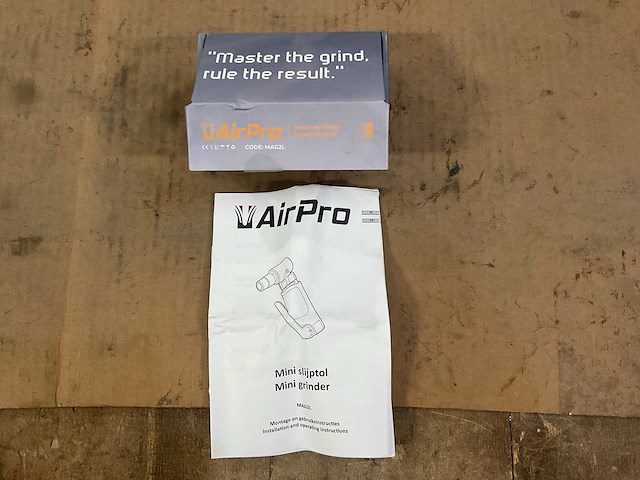 "Master the grind,
rule the result."
AirPro
CODE: MAG2L
AirPro
Mini slijptol
Mini grinder
MAG2L
Montage en gebruiksinstructies
Installation and operating instructions